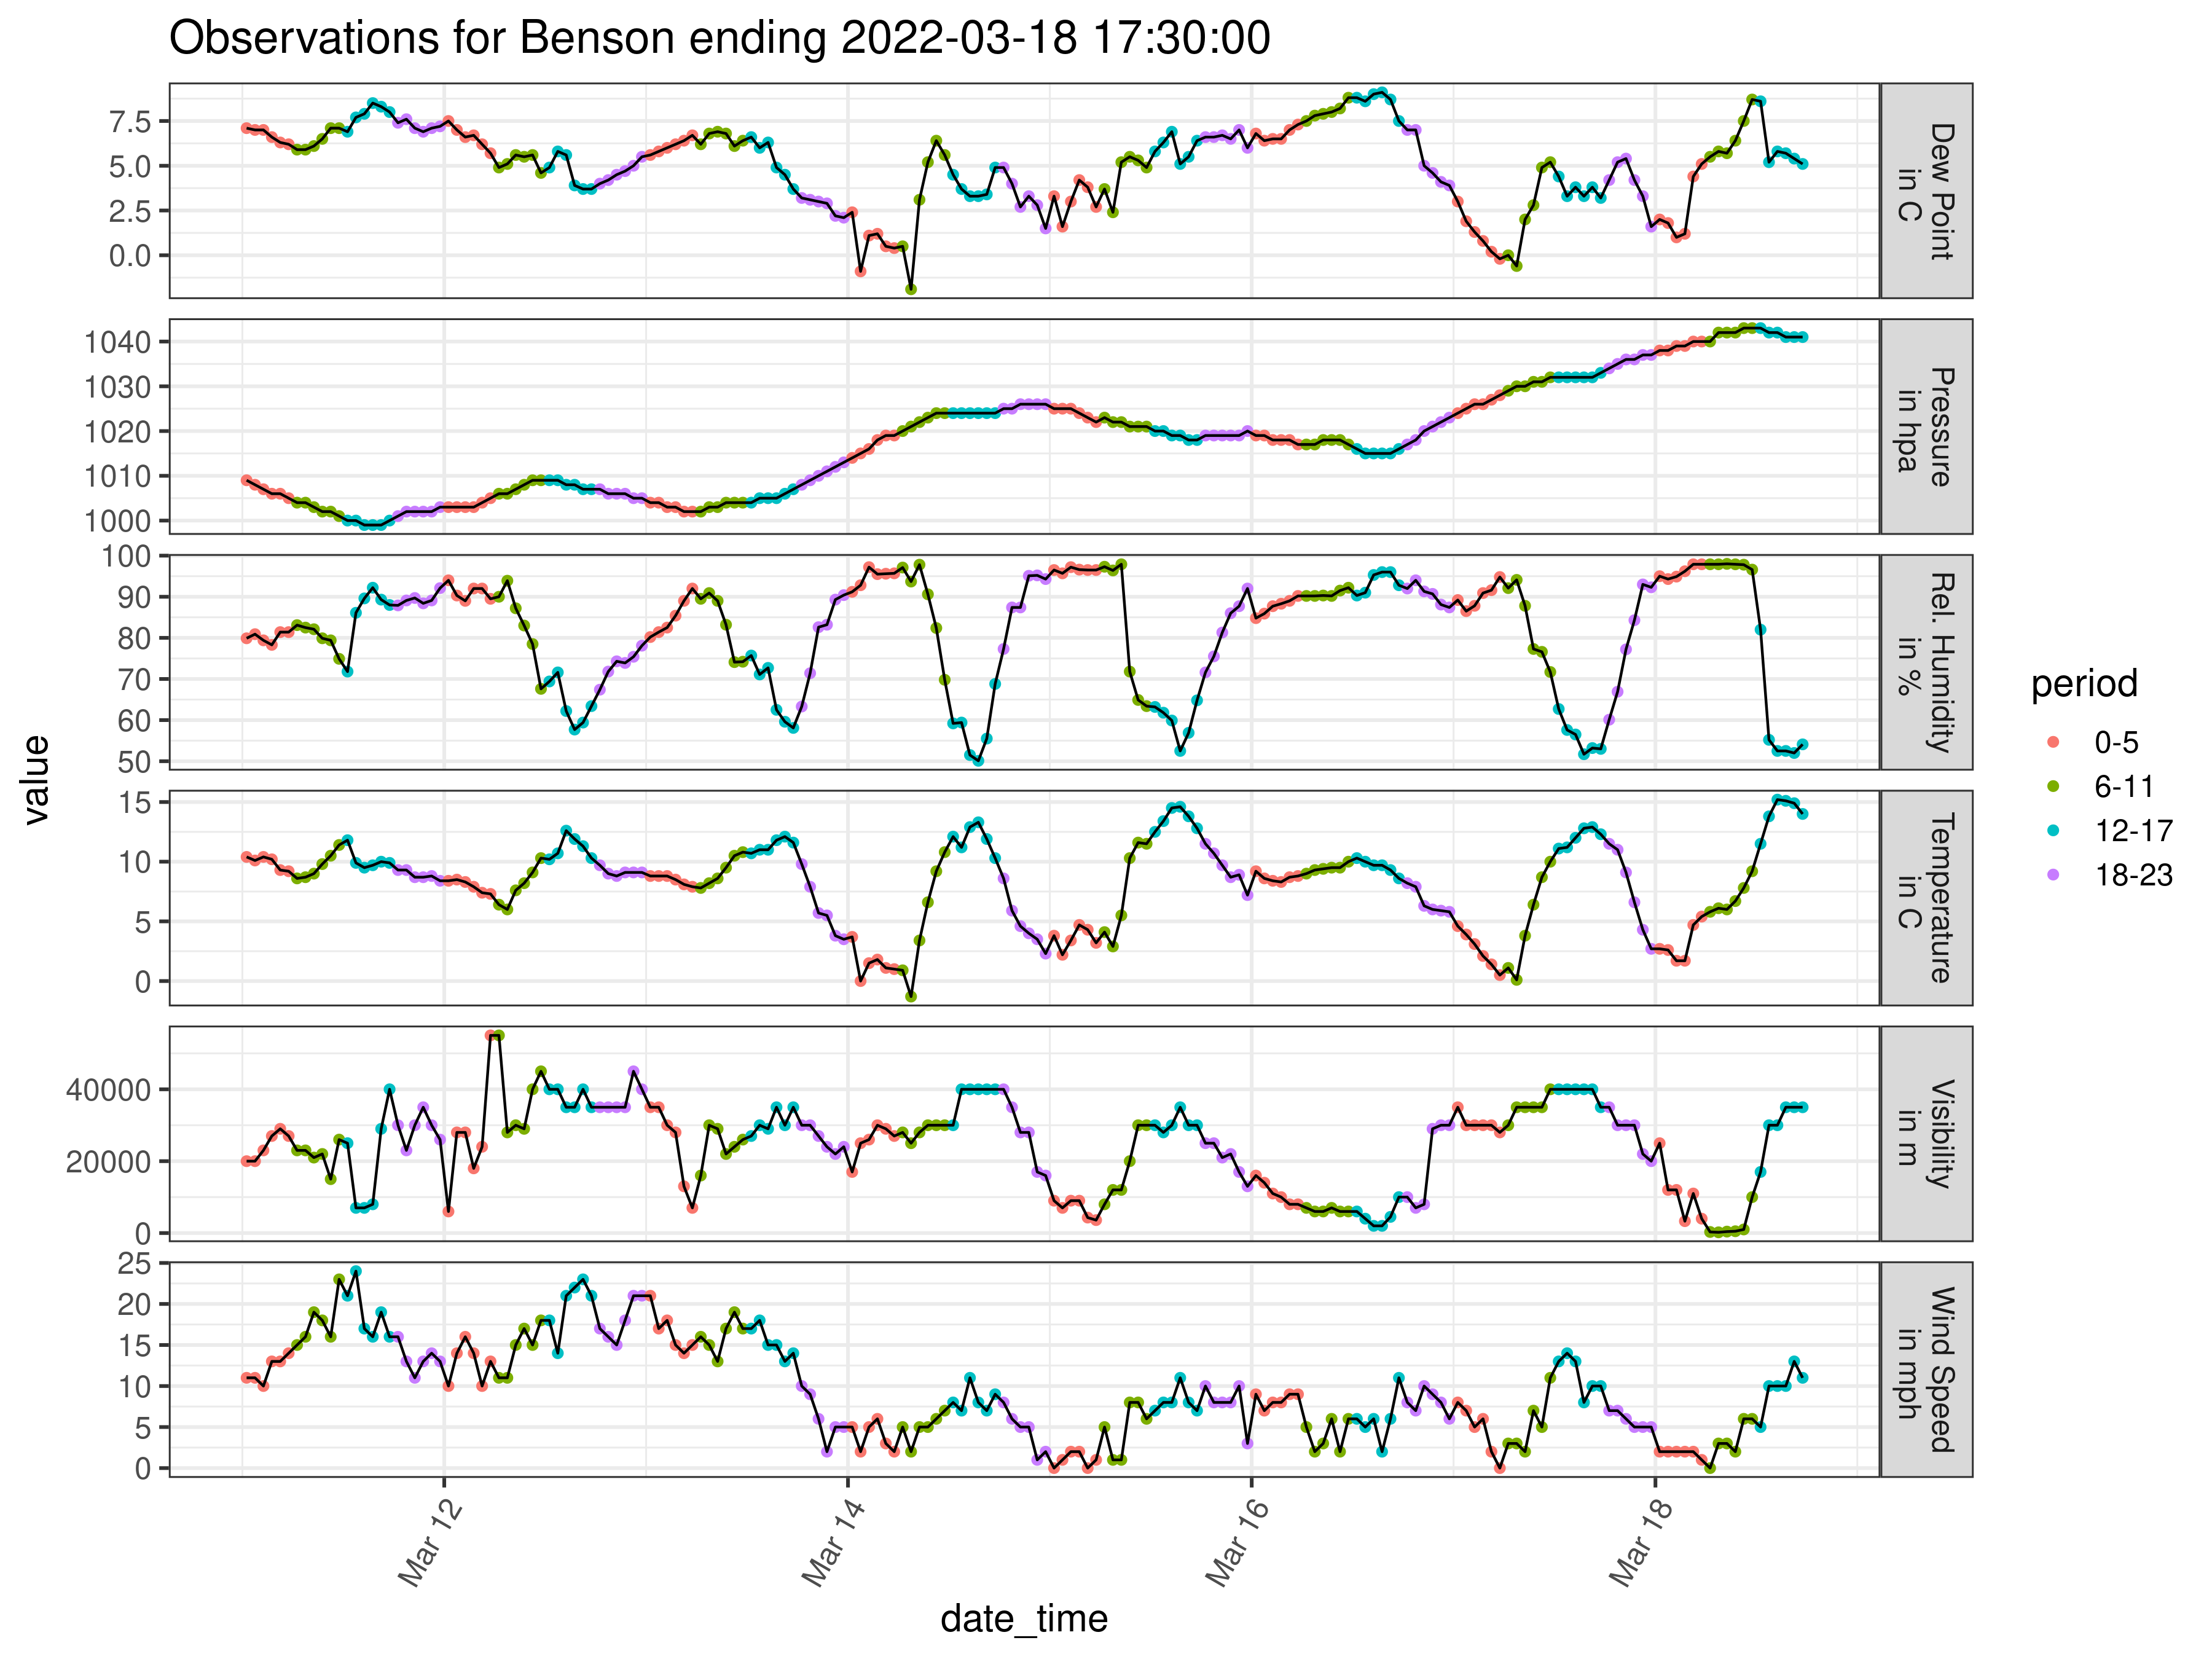 Observations for Benson ending 2022-03-18 17:30:00
7.5
5.0
2.5
0.0
Dew Point
in C
1040
1030
1020
1010
1000
Pressure
in hpa
100
90
80
70
60
50
Rel. Humidity
in %
15
10
5
0
Temperature
in C
40000
20000
0
Visibility
in m
25
20
15
10
5
0
Wind Speed
in mph
value
Mar 12
Mar 14
Mar 16
Mar 18
date_time
period
0-5
6-11
12-17
18-23